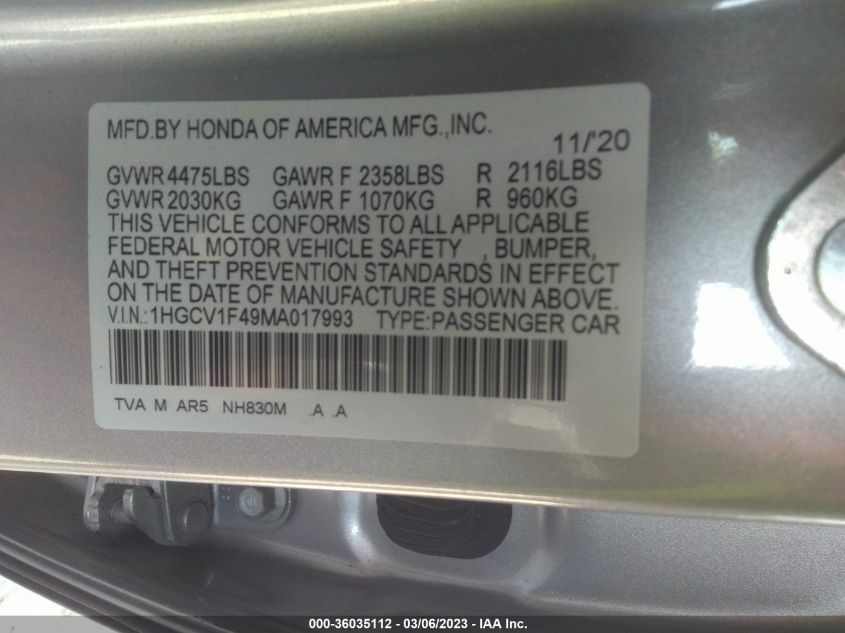 MFD.BY HONDA OF AMERICA MFG.,INC.
11/'20
GVWR 4475LBS GAWR F 2358LBS R 2116LBS
GVWR 2030KG GAWR F 1070KG R 960KG
THIS VEHICLE CONFORMS TO ALL APPLICABLE
FEDERAL MOTOR VEHICLE SAFETY , BUMPER,
AND THEFT PREVENTION STANDARDS IN EFFECT
ON THE DATE OF MANUFACTURE SHOWN ABOVE.
V.I.N.:1HGCV1F49MA017993 TYPE:PASSENGER CAR
TVA M AR5 NH830M .A .A
000-36035112 - 03/06/2023 - IAA Inc.